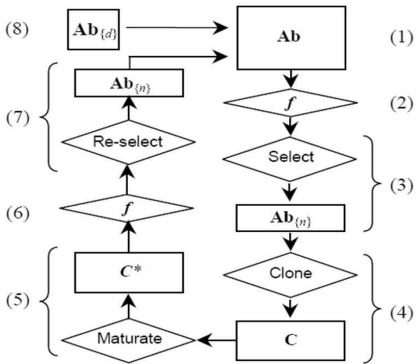 (8) Ab{d} Ab (1)
Ab{n} f (2)
(7) Re-select Select
(3)
(6) f Ab{n}
C* Clone
(5) (4)
Maturate C